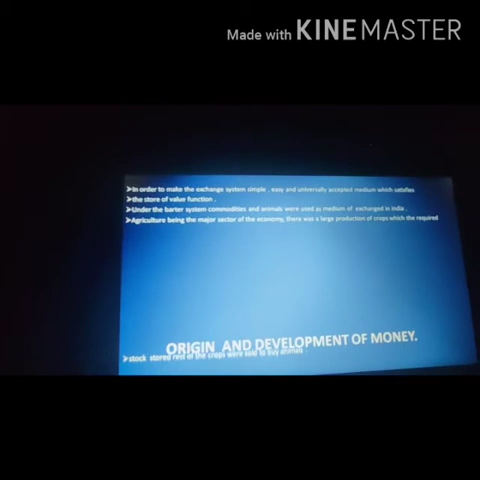 Made with KINEMASTER
➤In order to make the exchange system simple , easy and universally accepted medium which satisfies
➤the store of value function .
➤Under the barter system commodities and animals were used as medium of exchanged in india .
➤Agriculture being the major sector of the economy, there was a large production of crops which the required
ORIGIN AND DEVELOPMENT OF MONEY.
➤stock stored rest of the crops were sold to buy animals